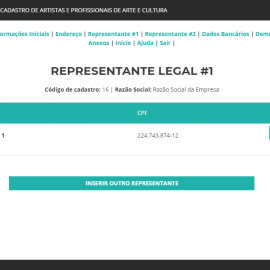 CADASTRO DE ARTISTAS E PROFISSIONAIS DE ARTE E CULTURA
ormações Iniciais | Endereço | Representante #1 | Representante #2 | Dados Bancários | Dem
Anexos | Início | Ajuda | Sair |
REPRESENTANTE LEGAL #1
Código de cadastro: 16 | Razão Social: Razão Social da Empresa
CPF
1 224.743.874-12
INSERIR OUTRO REPRESENTANTE